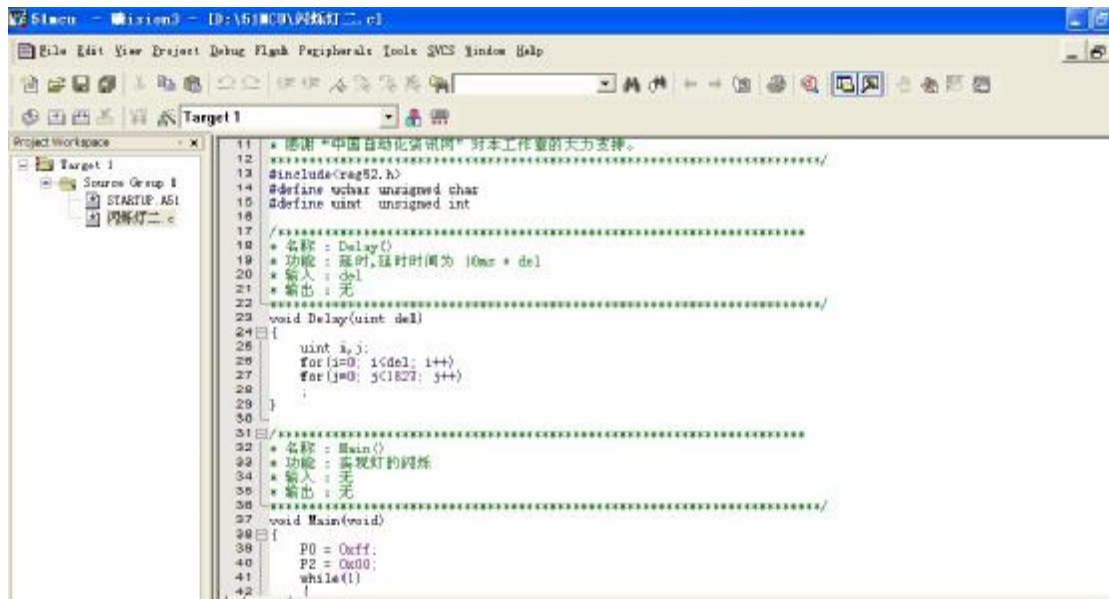 51mcu - µVision3 - [D:\51MCU\闪烁灯二.c]
File Edit View Project Debug Flash Peripherals Tools SVCS Window Help
Target 1
Project Workspace
Target 1
Source Group 1
STARTUP.A51
闪烁灯二.c
11 * 感谢“中国自动化资讯网”对本工作室的大力支持。
12 ************************************************************************/
13 #include<reg52.h>
14 #define uchar unsigned char
15 #define uint  unsigned int
16
17 /*********************************************************************
18 * 名称 : Delay()
19 * 功能 : 延时,延时时间为 10ms * del
20 * 输入 : del
21 * 输出 : 无
22 ***********************************************************************/
23 void Delay(uint del)
24 {
25 uint i,j;
26 for(i=0; i<del; i++)
27 for(j=0; j<1827; j++)
28 ;
29 }
30
31 /*********************************************************************
32 * 名称 : Main()
33 * 功能 : 实现灯的闪烁
34 * 输入 : 无
35 * 输出 : 无
36 ***********************************************************************/
37 void Main(void)
38 {
39 P0 = 0xff;
40 P2 = 0x00;
41 while(1)
42 {